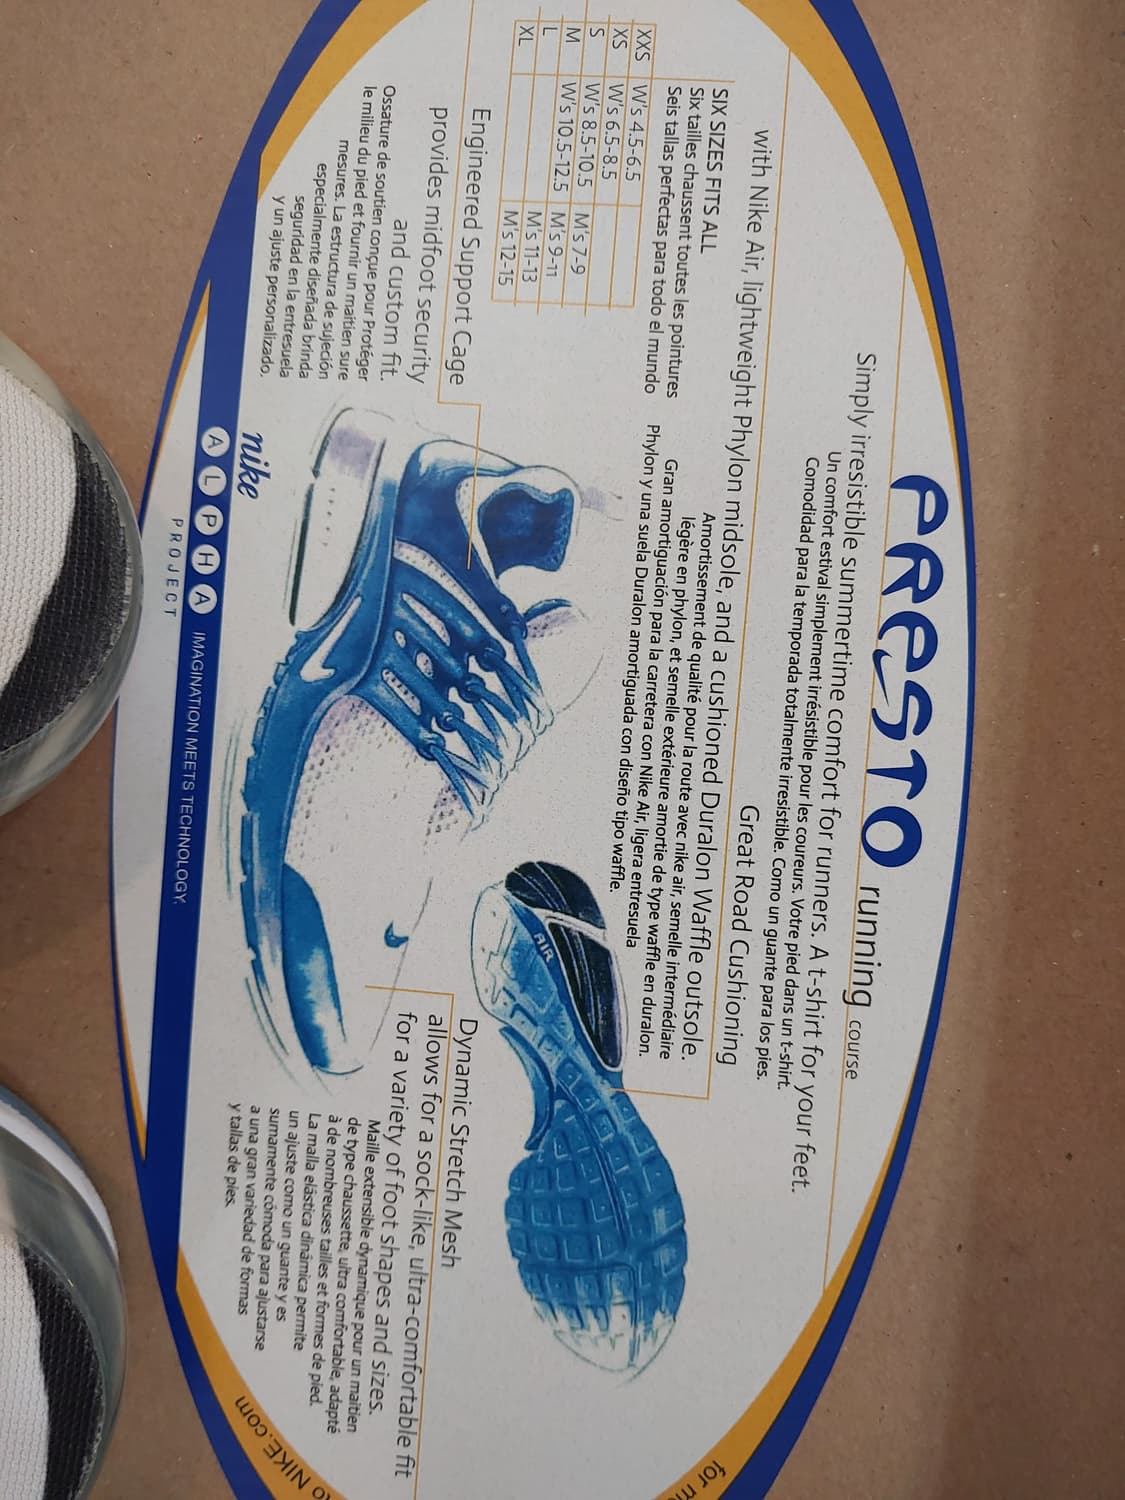 PRESTO running course
Simply irresistible summertime comfort for runners. A t-shirt for your feet.
Un comfort estival simplement irrésistible pour les coureurs. Votre pied dans un t-shirt.
Comodidad para la temporada totalmente irresistible. Como un guante para los pies.
Great Road Cushioning
with Nike Air, lightweight Phylon midsole, and a cushioned Duralon Waffle outsole.
Amortissement de qualité pour la route avec nike air, semelle intermédiaire
légère en phylon, et semelle extérieure amortie de type waffle en duralon.
Gran amortiguación para la carretera con Nike Air, ligera entresuela
Phylon y una suela Duralon amortiguada con diseño tipo waffle.
SIX SIZES FITS ALL
Six tailles chaussent toutes les pointures
Seis tallas perfectas para todo el mundo
XXS W's 4.5-6.5
XS W's 6.5-8.5
S W's 8.5-10.5 M's 7-9
M W's 10.5-12.5 M's 9-11
L M's 11-13
XL M's 12-15
Engineered Support Cage
provides midfoot security
and custom fit.
Ossature de soutien conçue pour Protéger
le milieu du pied et fournir un maitien sure
mesures. La estructura de sujeción
especialmente diseñada brinda
seguridad en la entresuela
y un ajuste personalizado.
AIR
Dynamic Stretch Mesh
allows for a sock-like, ultra-comfortable fit
for a variety of foot shapes and sizes.
Maille extensible dynamique pour un maitien
de type chaussette, ultra comfortable, adapté
à de nombreuses tailles et formes de pied.
La malla elástica dinámica permite
un ajuste como un guante y es
sumamente cómoda para ajustarse
a una gran variedad de formas
y tallas de pies.
nike
ALPHA IMAGINATION MEETS TECHNOLOGY.
PROJECT
for
to NIKE.com